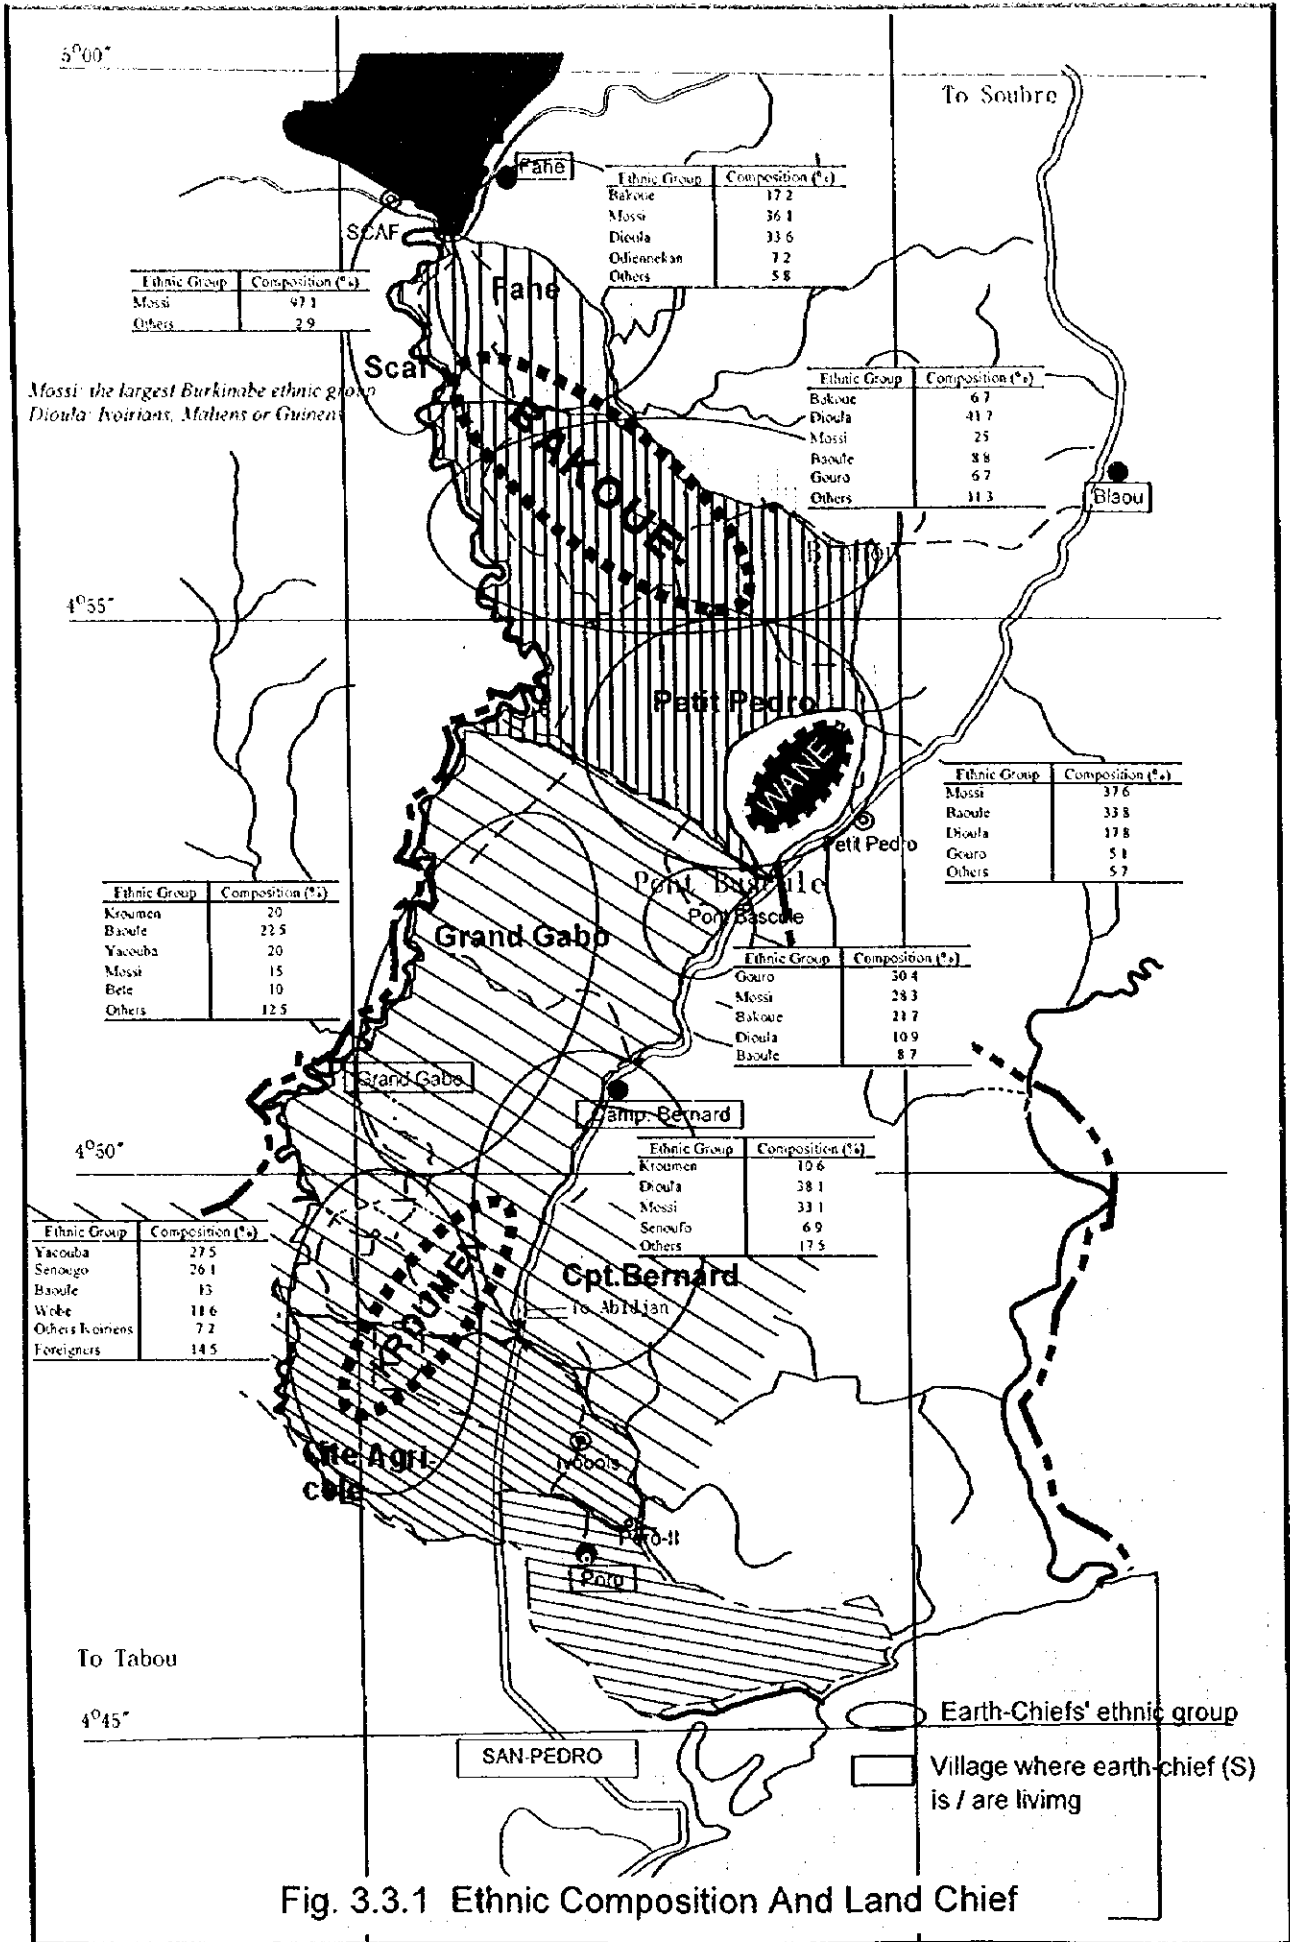 5°00"
To Soubre
Fahe
Ethnic Group Composition (%)
Bakoue 17 2
Mossi 36 1
Dioula 33 6
Odiennekan 7 2
Others 5 8
SCAF
Ethnic Group Composition (%)
Mossi 97 1
Others 2 9
Fahe
Scaf
Mossi: the largest Burkinabe ethnic group
Dioula: Ivoirians, Maliens or Guinens
Ethnic Group Composition (%)
Bakoue 6 7
Dioula 41 7
Mossi 25
Baoule 8 8
Gouro 6 7
Others 11 3
BAKOUE
Blaou
4°55"
Petit Pedro
WANE
Petit Pedro
Ethnic Group Composition (%)
Mossi 37 6
Baoule 33 8
Dioula 17 8
Gouro 5 1
Others 5 7
Pont Bascule
Pont Bascule
Ethnic Group Composition (%)
Kroumen 20
Baoule 22 5
Yacouba 20
Mossi 15
Bete 10
Others 12 5
Grand Gabo
Ethnic Group Composition (%)
Gouro 30 4
Mossi 28 3
Bakoue 21 7
Dioula 10 9
Baoule 8 7
Grand Gabo
Camp. Bernard
4°50"
Ethnic Group Composition (%)
Kroumen 10 6
Dioula 38 1
Mossi 33 1
Senoufo 6 9
Others 17 5
Ethnic Group Composition (%)
Yacouba 27 5
Senougo 26 1
Baoule 13
Wobe 11 6
Others Ivoiriens 7 2
Foreigners 14 5
KROUMEN
Cpt.Bernard
To Abidjan
Cite Agri-
cole
Poro-II
Poro
To Tabou
4°45"
SAN-PEDRO
Earth-Chiefs' ethnic group
Village where earth-chief (S)
is / are livimg
Fig. 3.3.1 Ethnic Composition And Land Chief